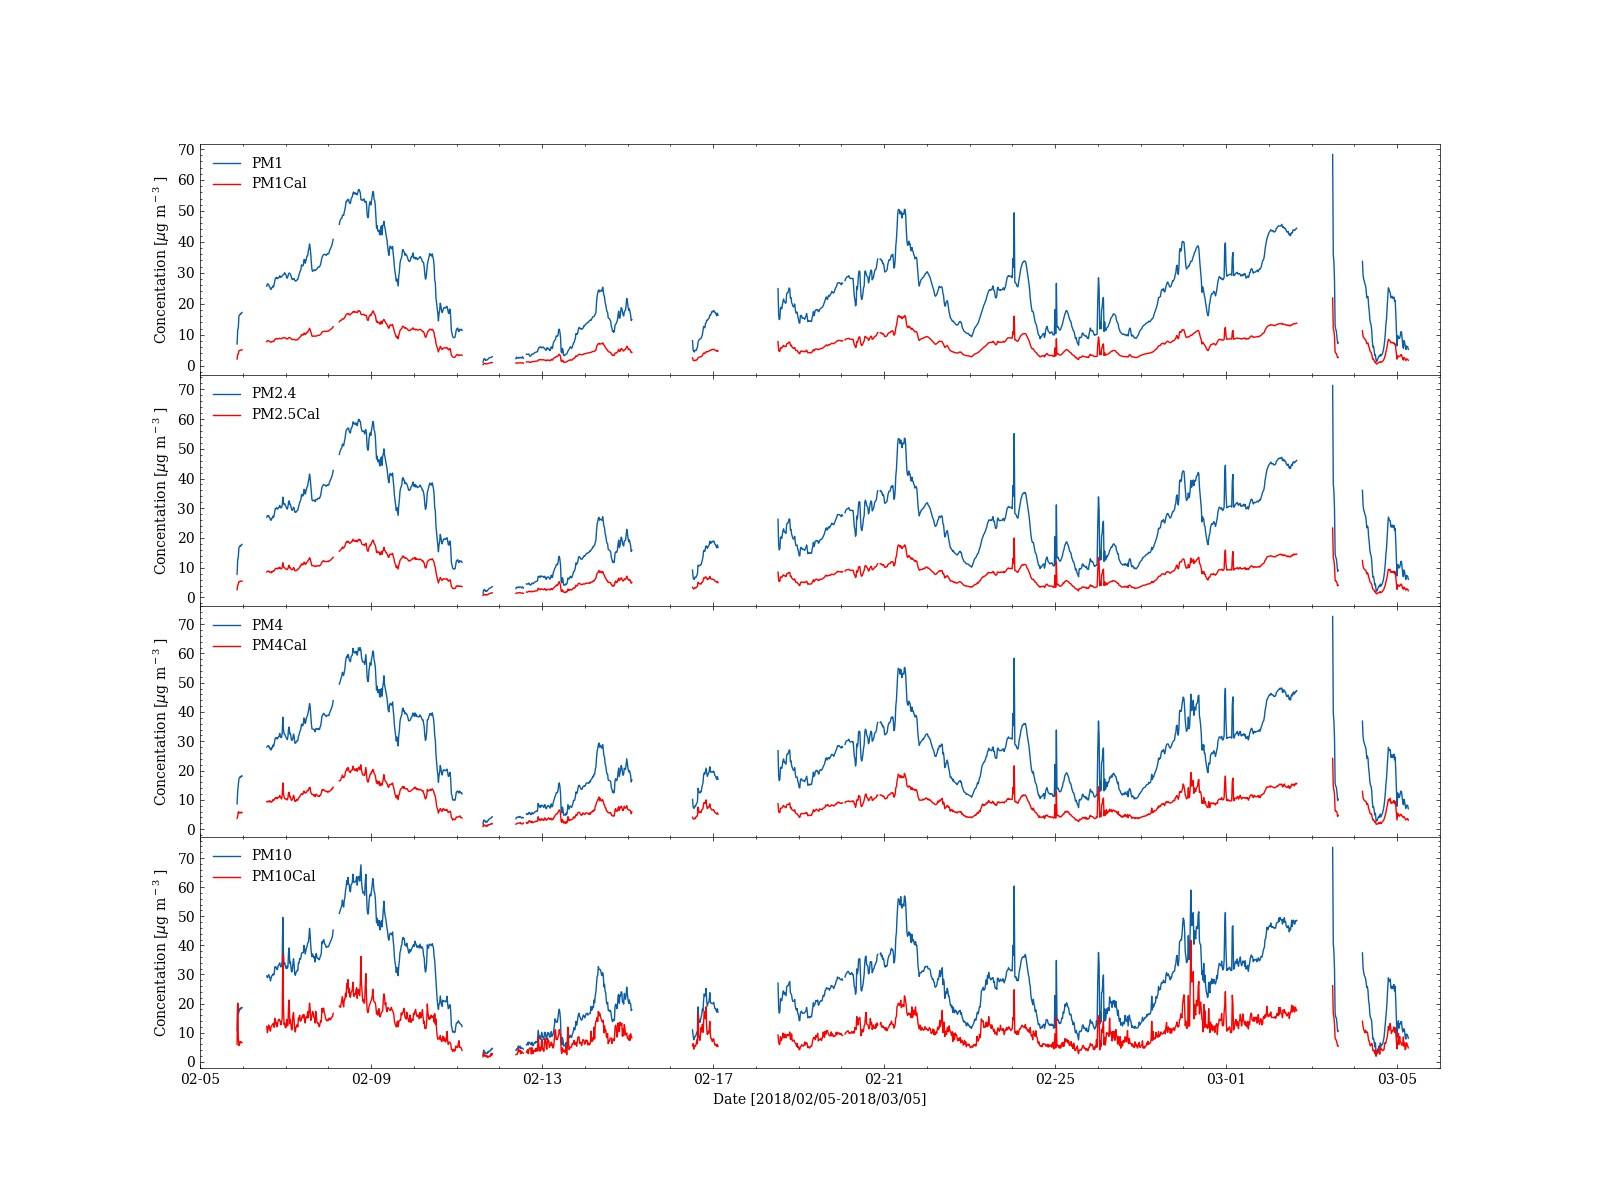 70
60
50
40
30
20
10
0
Concentation [μg m⁻³ ]
PM1
PM1Cal
70
60
50
40
30
20
10
0
Concentation [μg m⁻³ ]
PM2.4
PM2.5Cal
70
60
50
40
30
20
10
0
Concentation [μg m⁻³ ]
PM4
PM4Cal
70
60
50
40
30
20
10
0
Concentation [μg m⁻³ ]
PM10
PM10Cal
02-05 02-09 02-13 02-17 02-21 02-25 03-01 03-05
Date [2018/02/05-2018/03/05]